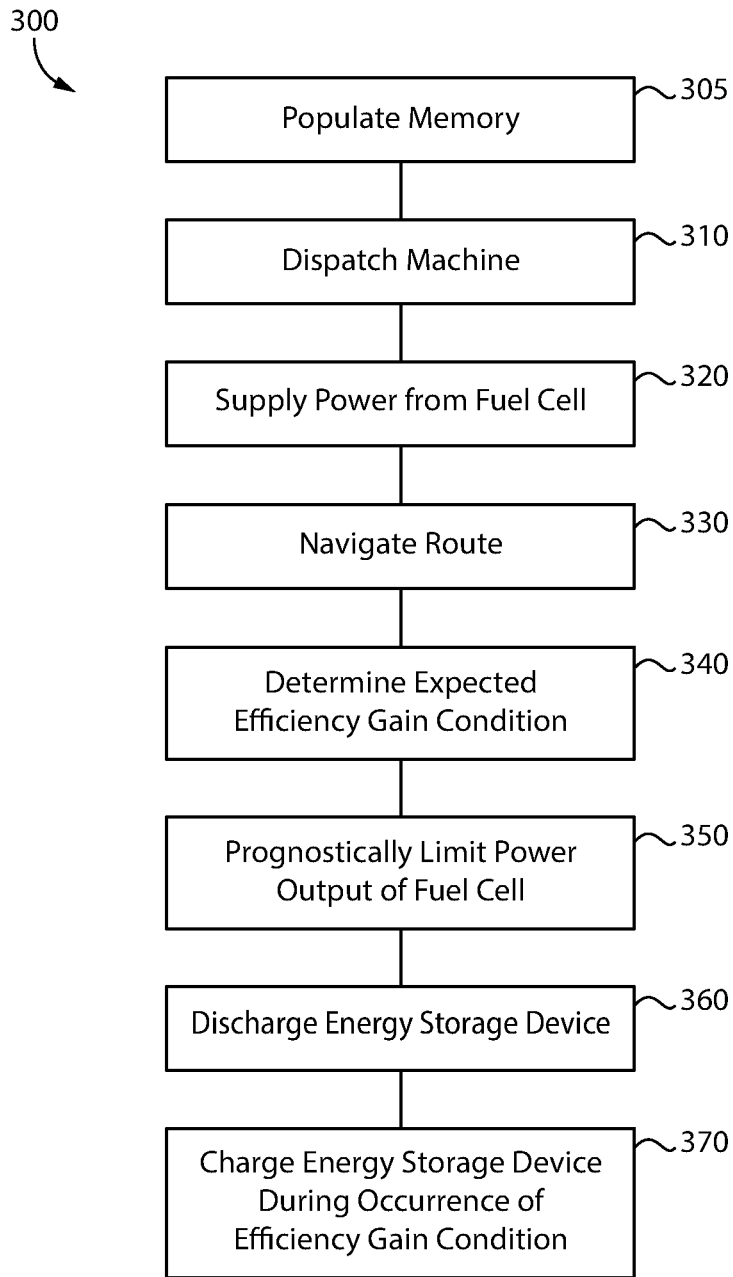 300
305
Populate Memory
310
Dispatch Machine
320
Supply Power from Fuel Cell
330
Navigate Route
340
Determine Expected
Efficiency Gain Condition
350
Prognostically Limit Power
Output of Fuel Cell
360
Discharge Energy Storage Device
370
Charge Energy Storage Device
During Occurrence of
Efficiency Gain Condition